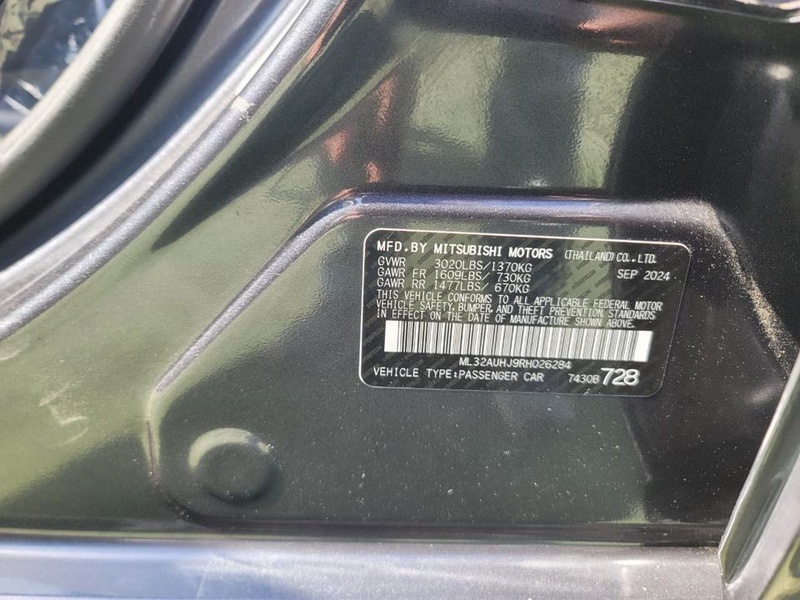 MFD. BY MITSUBISHI MOTORS (THAILAND) CO., LTD.
GVWR 3020LBS/1370KG SEP 2024
GAWR FR 1609LBS/ 730KG
GAWR RR 1477LBS/ 670KG
THIS VEHICLE CONFORMS TO ALL APPLICABLE FEDERAL MOTOR
VEHICLE SAFETY, BUMPER, AND THEFT PREVENTION STANDARDS
IN EFFECT ON THE DATE OF MANUFACTURE SHOWN ABOVE.
ML32AUHJ9RH026284
VEHICLE TYPE:PASSENGER CAR 7430B 728